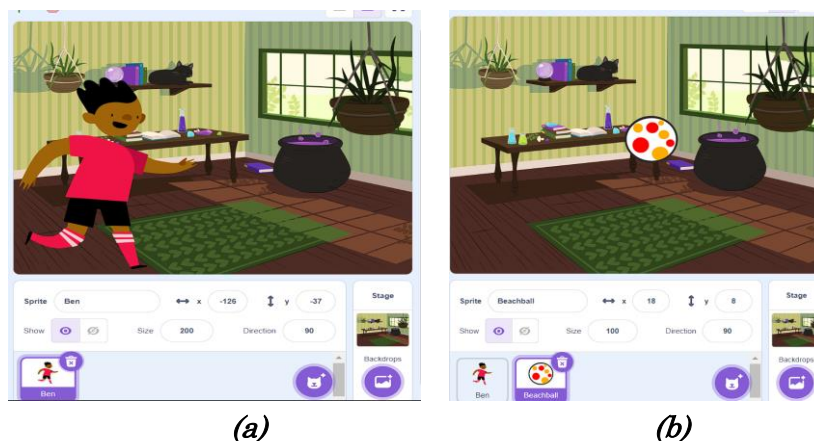 Sprite Ben x -126 y -37 Stage
Show Size 200 Direction 90
Backdrops
Ben
(a)
Sprite Beachball x 18 y 8 Stage
Show Size 100 Direction 90
Backdrops
Ben Beachball
(b)